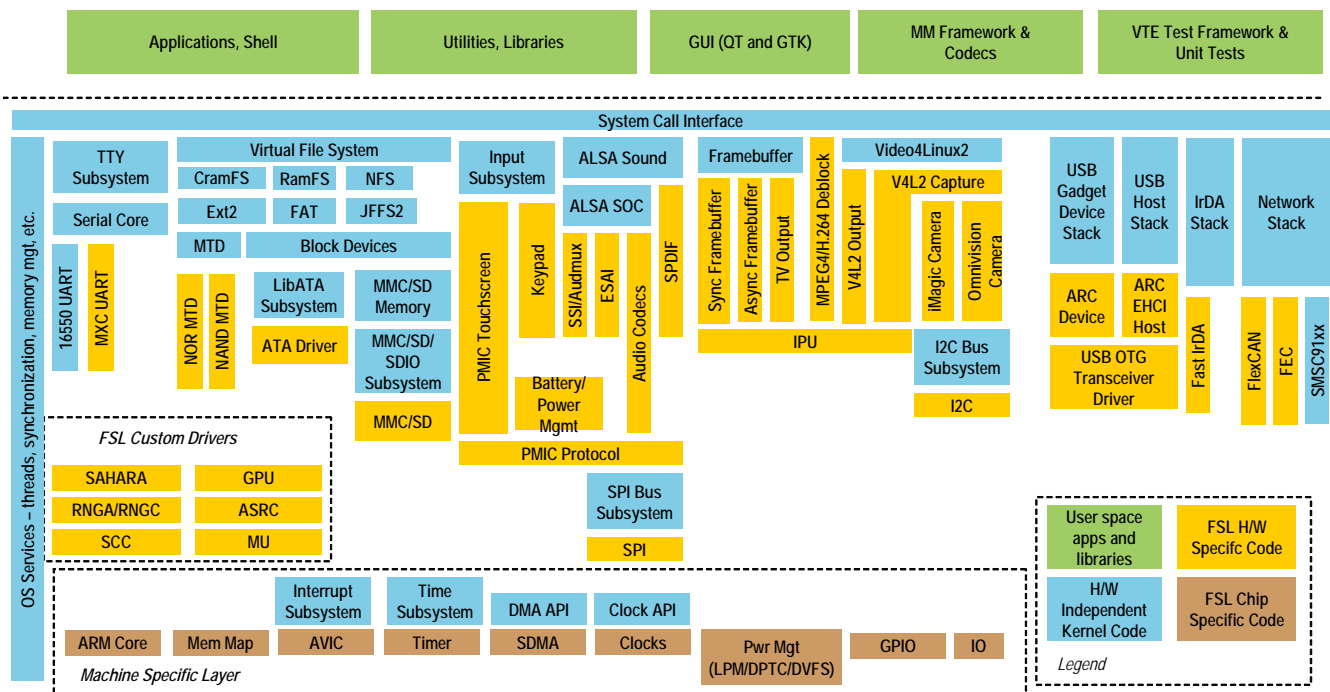 Applications, Shell
Utilities, Libraries
GUI (QT and GTK)
MM Framework &
Codecs
VTE Test Framework &
Unit Tests
System Call Interface
OS Services – threads, synchronization, memory mgt, etc.
TTY
Subsystem
Serial Core
16550 UART
MXC UART
Virtual File System
CramFS
RamFS
NFS
Ext2
FAT
JFFS2
MTD
Block Devices
NOR MTD
NAND MTD
LibATA
Subsystem
ATA Driver
MMC/SD
Memory
MMC/SD/
SDIO
Subsystem
MMC/SD
Input
Subsystem
PMIC Touchscreen
Keypad
ALSA Sound
ALSA SOC
SSI/Audmux
ESAI
Audio Codecs
SPDIF
Battery/
Power
Mgmt
PMIC Protocol
SPI Bus
Subsystem
SPI
Framebuffer
Sync Framebuffer
Async Framebuffer
TV Output
MPEG4/H.264 Deblock
Video4Linux2
V4L2 Output
V4L2 Capture
iMagic Camera
Omnivision
Camera
IPU
I2C Bus
Subsystem
I2C
USB
Gadget
Device
Stack
USB
Host
Stack
IrDA
Stack
Network
Stack
ARC
Device
ARC
EHCI
Host
USB OTG
Transceiver
Driver
Fast IrDA
FlexCAN
FEC
SMSC91xx
FSL Custom Drivers
SAHARA
GPU
RNGA/RNGC
ASRC
SCC
MU
Interrupt
Subsystem
Time
Subsystem
DMA API
Clock API
ARM Core
Mem Map
AVIC
Timer
SDMA
Clocks
Pwr Mgt
(LPM/DPTC/DVFS)
GPIO
IO
Machine Specific Layer
User space
apps and
libraries
FSL H/W
Specifc Code
H/W
Independent
Kernel Code
FSL Chip
Specific Code
Legend